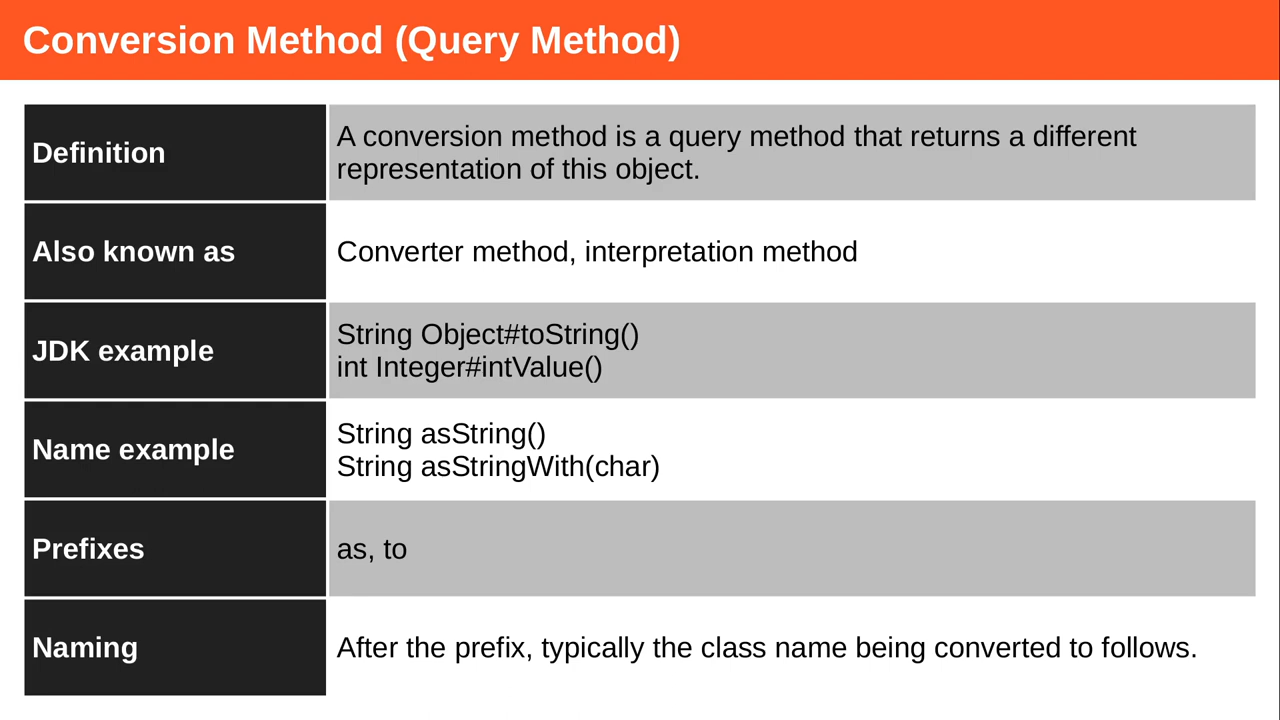 Conversion Method (Query Method)
Definition
A conversion method is a query method that returns a different
representation of this object.
Also known as
Converter method, interpretation method
JDK example
String Object#toString()
int Integer#intValue()
Name example
String asString()
String asStringWith(char)
Prefixes
as, to
Naming
After the prefix, typically the class name being converted to follows.